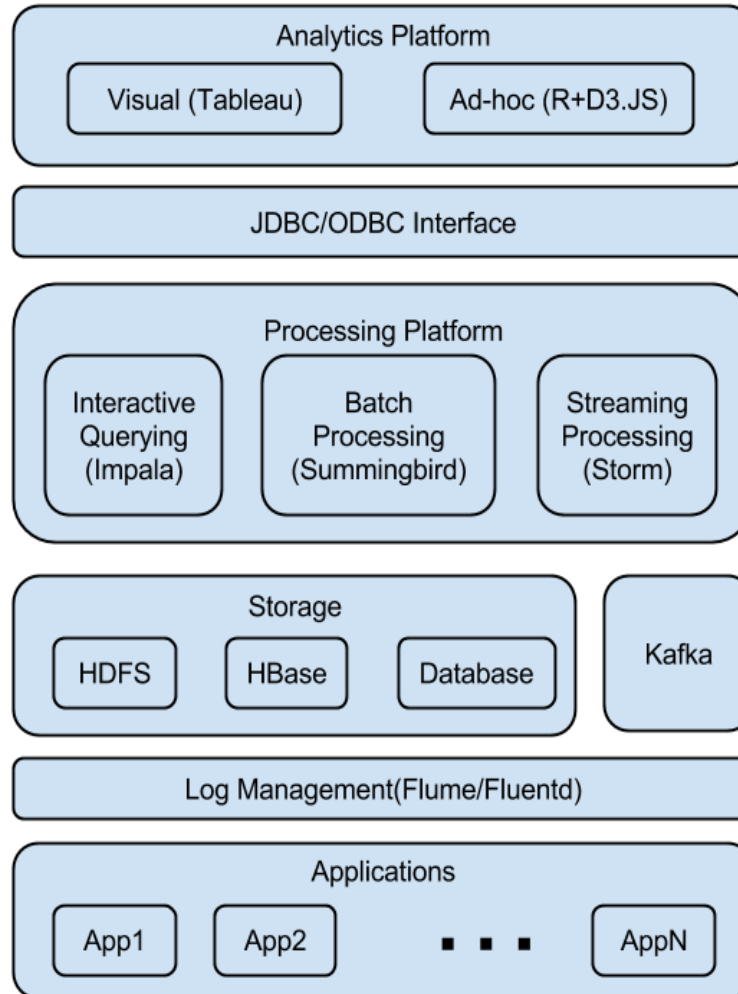 Analytics Platform
Visual (Tableau)
Ad-hoc (R+D3.JS)
JDBC/ODBC Interface
Processing Platform
Interactive
Querying
(Impala)
Batch
Processing
(Summingbird)
Streaming
Processing
(Storm)
Storage
HDFS
HBase
Database
Kafka
Log Management(Flume/Fluentd)
Applications
App1
App2
. . .
AppN